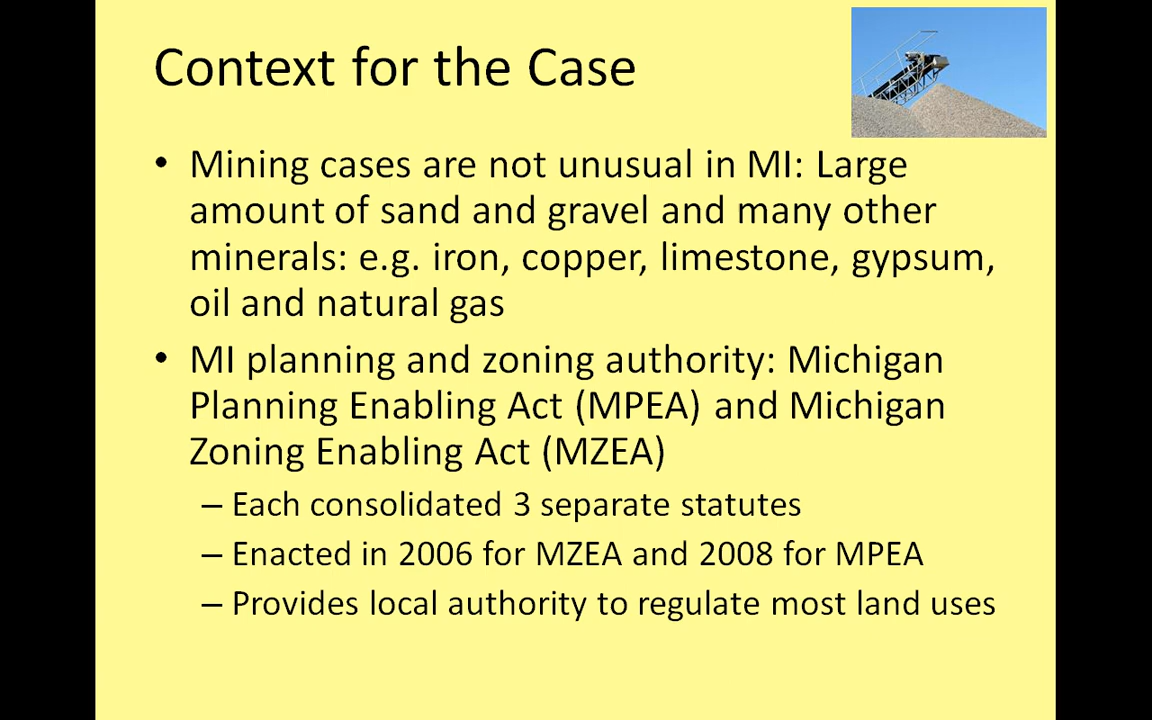 Context for the Case
• Mining cases are not unusual in MI: Large
amount of sand and gravel and many other
minerals: e.g. iron, copper, limestone, gypsum,
oil and natural gas
• MI planning and zoning authority: Michigan
Planning Enabling Act (MPEA) and Michigan
Zoning Enabling Act (MZEA)
– Each consolidated 3 separate statutes
– Enacted in 2006 for MZEA and 2008 for MPEA
– Provides local authority to regulate most land uses